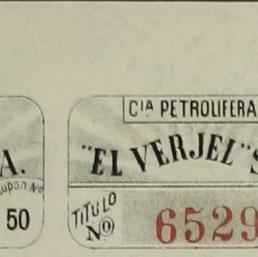 CIA PETROLIFERA
A. "EL VERJEL" S
Cupon No
50
TITULO
No 6529